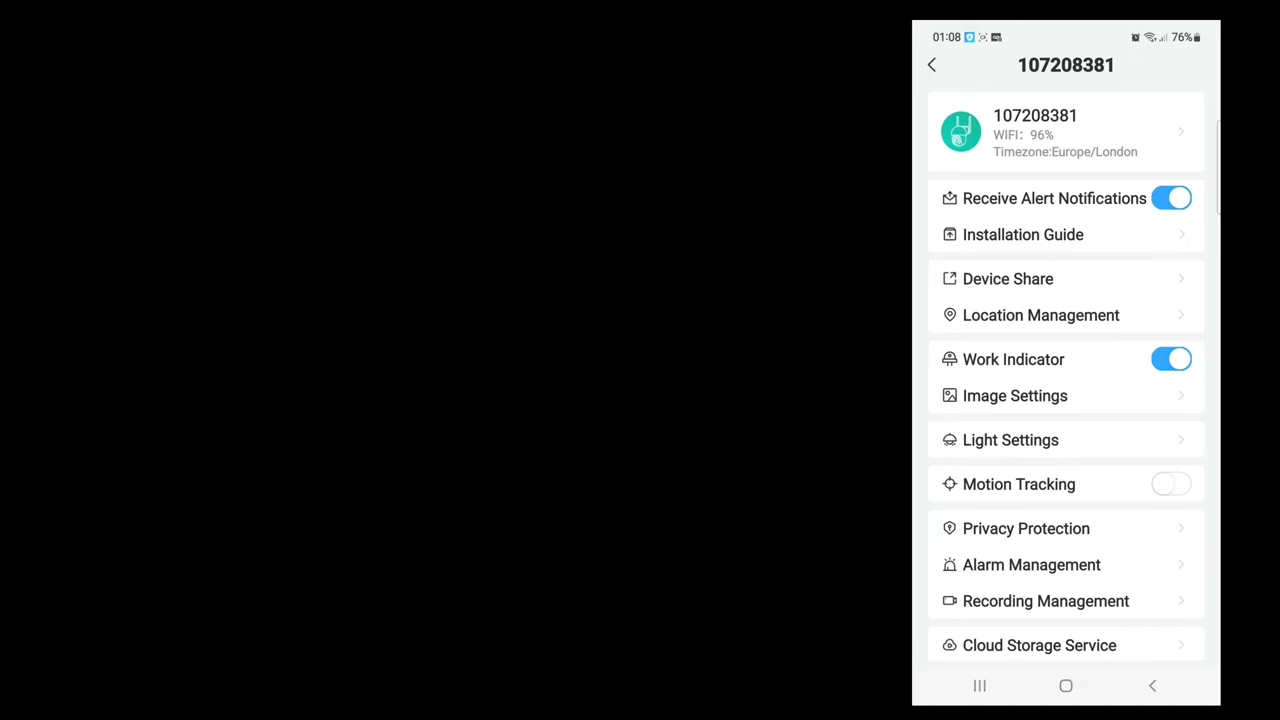 01:08 76%
107208381
107208381
WIFI: 96%
Timezone:Europe/London
Receive Alert Notifications
Installation Guide
Device Share
Location Management
Work Indicator
Image Settings
Light Settings
Motion Tracking
Privacy Protection
Alarm Management
Recording Management
Cloud Storage Service